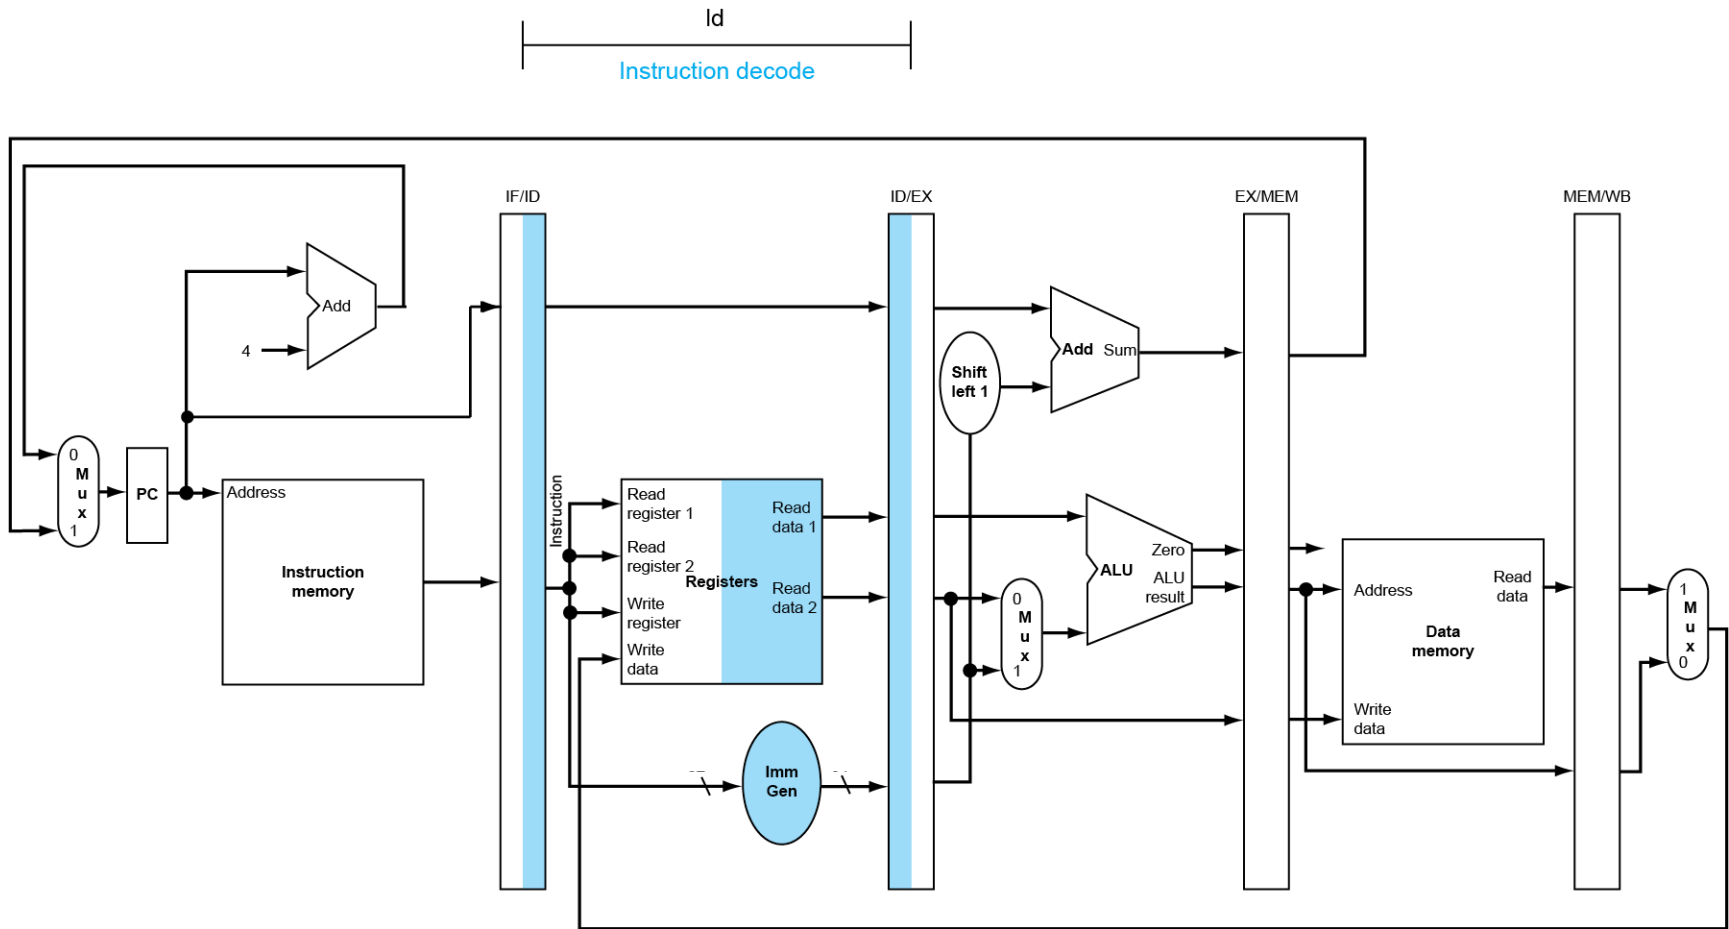 ld
Instruction decode
IF/ID
ID/EX
EX/MEM
MEM/WB
Add
4
Add Sum
Shift
left 1
0
M
u
x
1
PC
Address
Instruction
memory
Instruction
Read
register 1
Read
register 2
Registers
Write
register
Write
data
Read
data 1
Read
data 2
Imm
Gen
0
M
u
x
1
Zero
ALU
ALU
result
Address
Read
data
Data
memory
Write
data
1
M
u
x
0